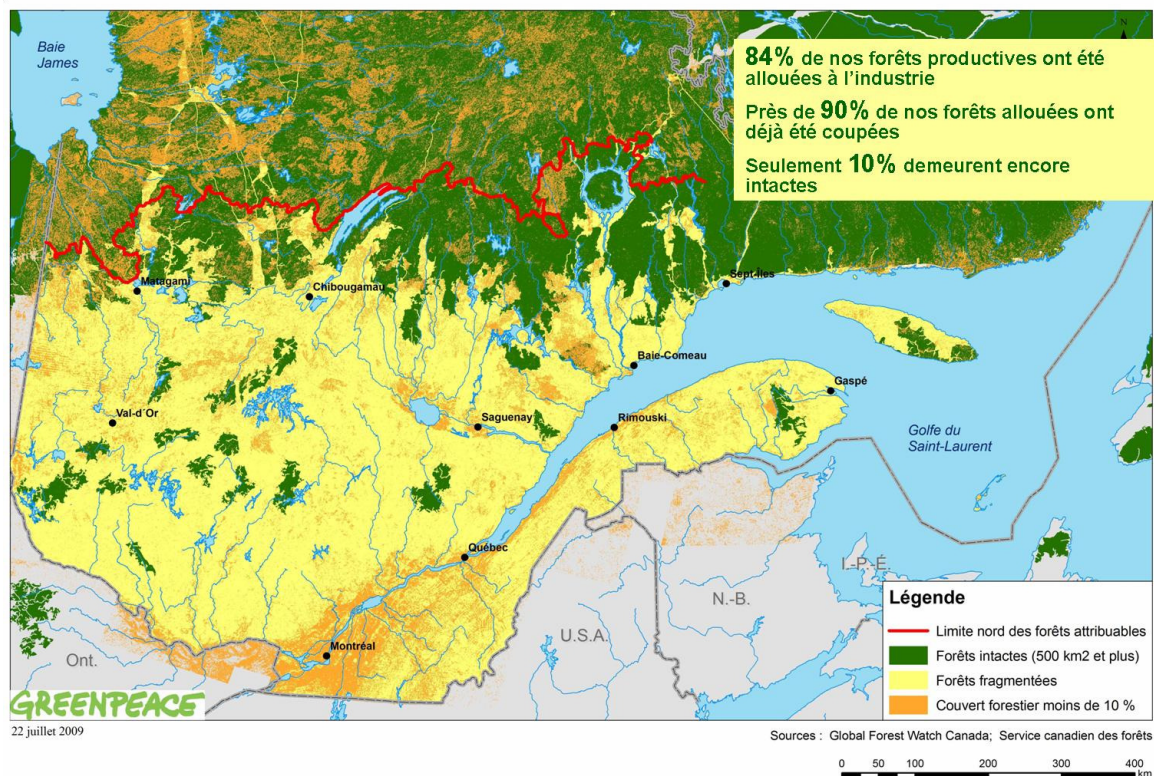 Baie
James
N
84% de nos forêts productives ont été
allouées à l'industrie
Près de 90% de nos forêts allouées ont
déjà été coupées
Seulement 10% demeurent encore
intactes
Matagami
Chibougamau
Sept-Îles
Baie-Comeau
Gaspé
Val-d´Or
Saguenay
Rimouski
Golfe du
Saint-Laurent
Québec
Î.-P.-É.
N.-B.
U.S.A.
Montréal
Ont.
Légende
Limite nord des forêts attribuables
Forêts intactes (500 km2 et plus)
Forêts fragmentées
Couvert forestier moins de 10 %
GREENPEACE
22 juillet 2009
Sources : Global Forest Watch Canada; Service canadien des forêts
0 50 100 200 300 400
km